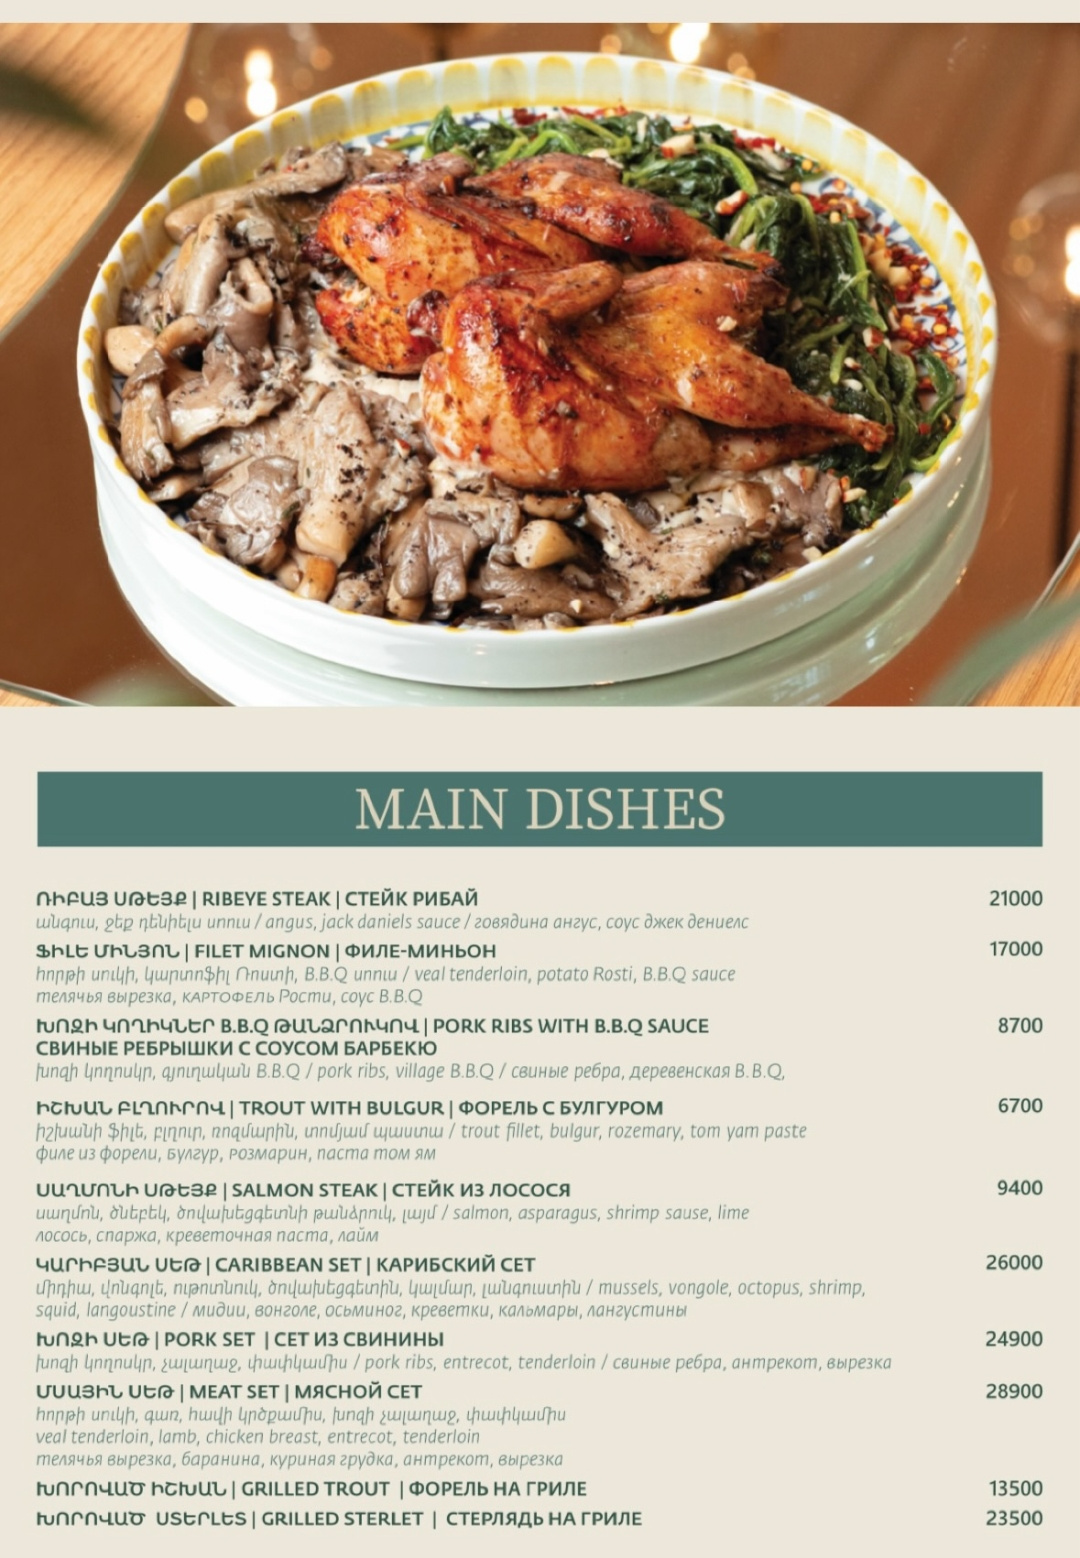 MAIN DISHES
ՌԻԲԱՅ ՍԹԵՅՔ | RIBEYE STEAK | СТЕЙК РИБАЙ 21000
անգուս, ջեք դենիելս սոուս / angus, jack daniels sauce / говядина ангус, соус джек дениелс
ՖԻԼԵ ՄԻՆՅՈՆ | FILET MIGNON | ФИЛЕ-МИНЬОН 17000
հորթի սուկի, կարտոֆիլ Ռոստի, B.B.Q սոուս / veal tenderloin, potato Rosti, B.B.Q sauce
телячья вырезка, КАРТОФЕЛЬ Рости, соус B.B.Q
ԽՈԶԻ ԿՈՂԻԿՆԵՐ B.B.Q ԹԱՆՁՐՈՒԿՈՎ | PORK RIBS WITH B.B.Q SAUCE 8700
СВИНЫЕ РЕБРЫШКИ С СОУСОМ БАРБЕКЮ
խոզի կողոսկր, գյուղական B.B.Q / pork ribs, village B.B.Q / свиные ребра, деревенская B.B.Q,
ԻՇԽԱՆ ԲԼՂՈՒՐՈՎ | TROUT WITH BULGUR | ФОРЕЛЬ С БУЛГУРОМ 6700
իշխանի ֆիլե, բլղուր, ռոզմարին, տոմյամ պաստա / trout fillet, bulgur, rozemary, tom yam paste
филе из форели, булгур, розмарин, паста том ям
ՍԱՂՄՈՆԻ ՍԹԵՅՔ | SALMON STEAK | СТЕЙК ИЗ ЛОСОСЯ 9400
սաղմոն, ծնեբեկ, ծովախեցգետնի թանձրուկ, լայմ / salmon, asparagus, shrimp sause, lime
лосось, спаржа, креветочная паста, лайм
ԿԱՐԻԲՅԱՆ ՍԵԹ | CARIBBEAN SET | КАРИБСКИЙ СЕТ 26000
միդիա, վոնգոլե, ութոտնուկ, ծովախեցգետին, կալմար, լանգուստին / mussels, vongole, octopus, shrimp,
squid, langoustine / мидии, вонголе, осьминог, креветки, кальмары, лангустины
ԽՈԶԻ ՍԵԹ | PORK SET | СЕТ ИЗ СВИНИНЫ 24900
խոզի կողոսկր, չալաղաջ, փափկամիս / pork ribs, entrecot, tenderloin / свиные ребра, антрекот, вырезка
ՄՍԱՅԻՆ ՍԵԹ | MEAT SET | МЯСНОЙ СЕТ 28900
հորթի սուկի, գառ, հավի կրծքամիս, խոզի չալաղաջ, փափկամիս
veal tenderloin, lamb, chicken breast, entrecot, tenderloin
телячья вырезка, баранина, куриная грудка, антрекот, вырезка
ԽՈՐՈՎԱԾ ԻՇԽԱՆ | GRILLED TROUT | ФОРЕЛЬ НА ГРИЛЕ 13500
ԽՈՐՈՎԱԾ ՍՏԵՐԼԵՏ | GRILLED STERLET | СТЕРЛЯДЬ НА ГРИЛЕ 23500